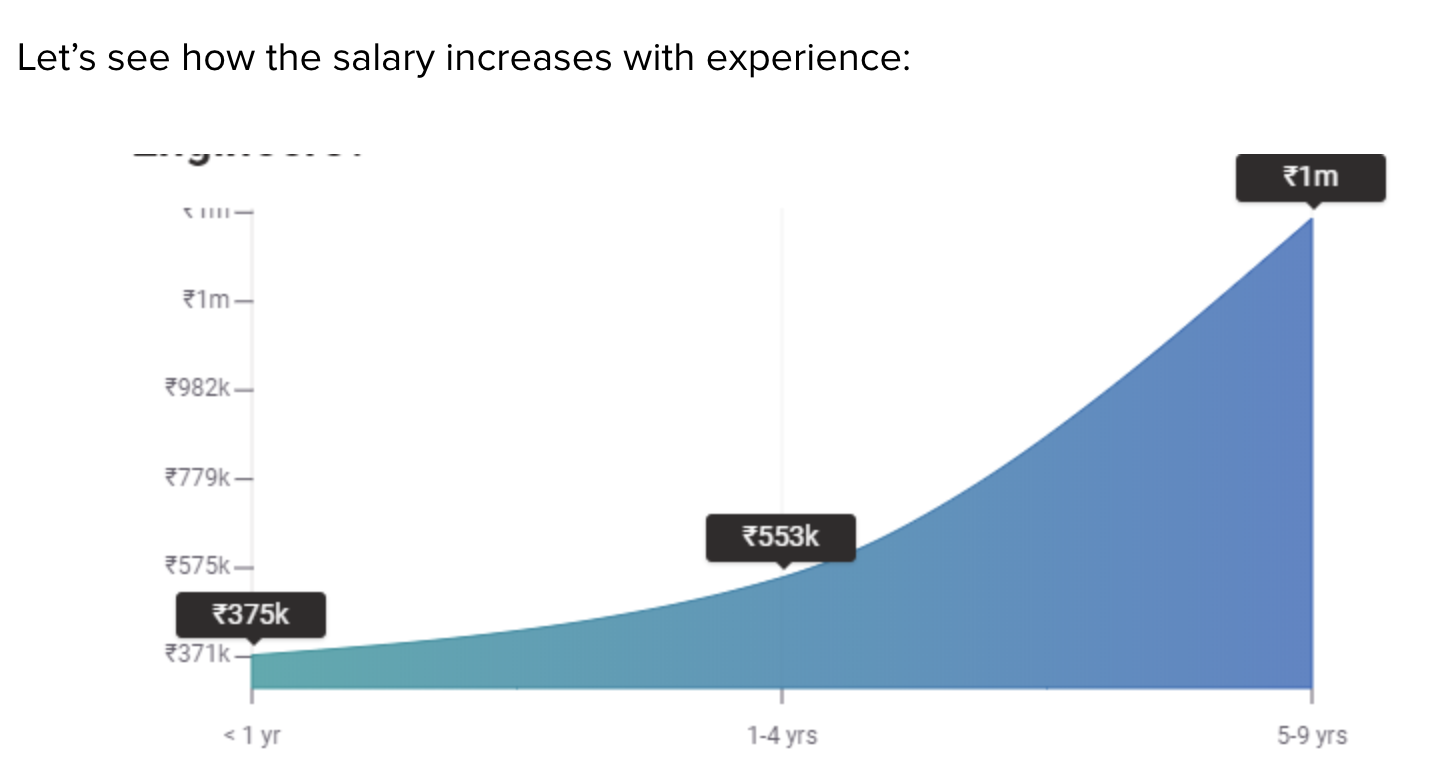 Let’s see how the salary increases with experience:
₹1m
₹1m
₹982k
₹779k
₹553k
₹575k
₹375k
₹371k
< 1 yr
1-4 yrs
5-9 yrs